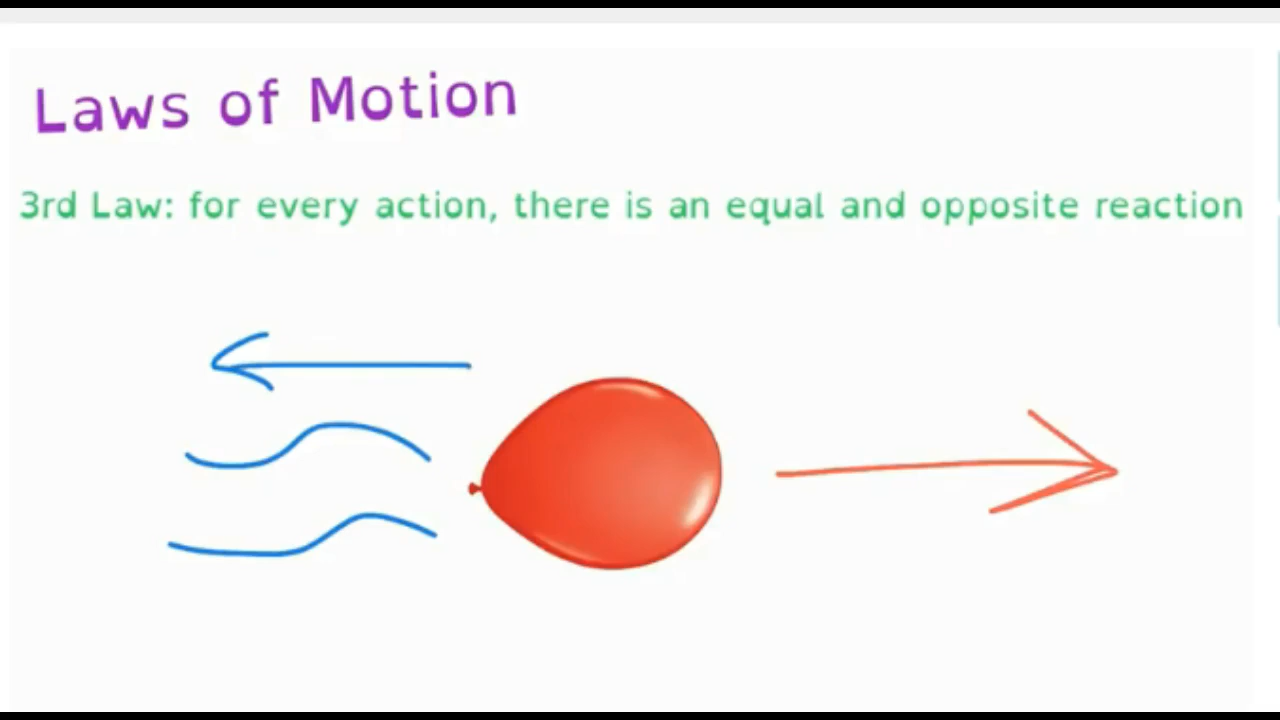 Laws of Motion
3rd Law: for every action, there is an equal and opposite reaction